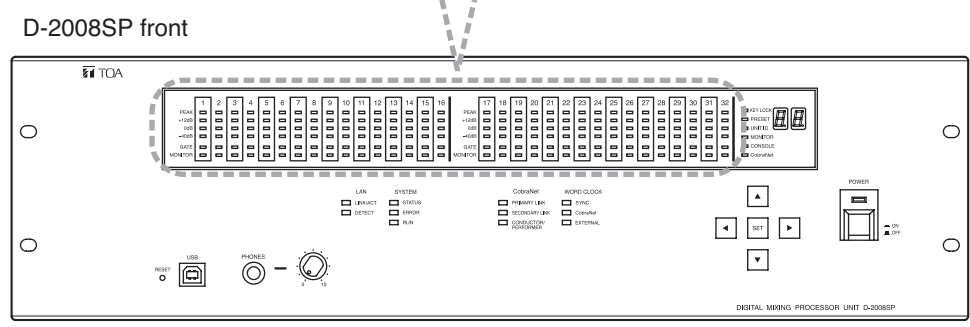 D-2008SP front
TOA
1 2 3 4 5 6 7 8 9 10 11 12 13 14 15 16 17 18 19 20 21 22 23 24 25 26 27 28 29 30 31 32
PEAK PEAK KEY LOCK
+12dB +12dB PRESET 88
0dB 0dB UNIT ID
-40dB -40dB MONITOR
GATE GATE CONSOLE
MONITOR MONITOR CobraNet
LAN SYSTEM CobraNet WORD CLOCK POWER
LINK/ACT STATUS PRIMARY LINK SYNC
DETECT ERROR SECONDARY LINK CobraNet
RUN CONDUCTOR/ EXTERNAL
PERFORMER
SET
ON
OFF
USB PHONES
RESET
0 10
DIGITAL MIXING PROCESSOR UNIT D-2008SP